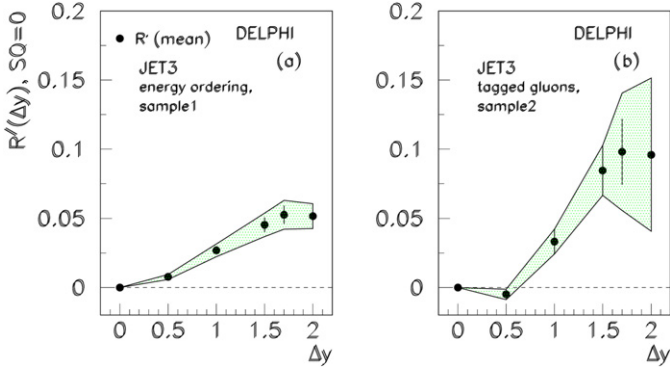 R′(Δy), SQ=0
0.2
0.15
0.1
0.05
0
● R′ (mean) DELPHI
(a)
JET3
energy ordering,
sample1
0 0.5 1 1.5 2
Δy
0.2
0.15
0.1
0.05
0
DELPHI
(b)
JET3
tagged gluons,
sample2
0 0.5 1 1.5 2
Δy